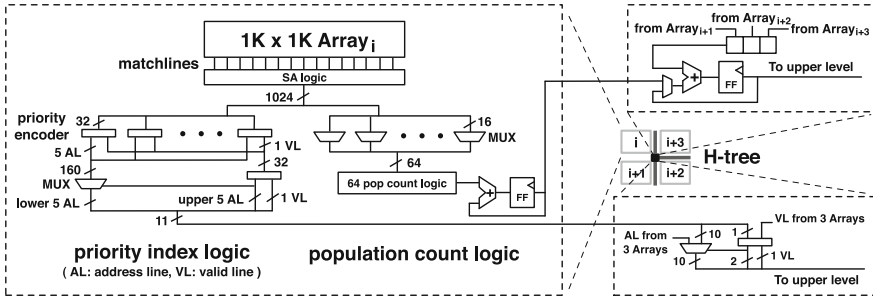 1K x 1K Array i
matchlines
SA logic
1024
priority encoder
32
5 AL
1 VL
160
32
MUX
lower 5 AL
upper 5 AL
1 VL
11
priority index logic
( AL: address line, VL: valid line )
16
MUX
64
64 pop count logic
+
FF
population count logic
from Array i+1
from Array i+2
from Array i+3
+
FF
To upper level
i
i+3
i+1
i+2
H-tree
AL from
3 Arrays
10
10
VL from 3 Arrays
1
2
1 VL
To upper level